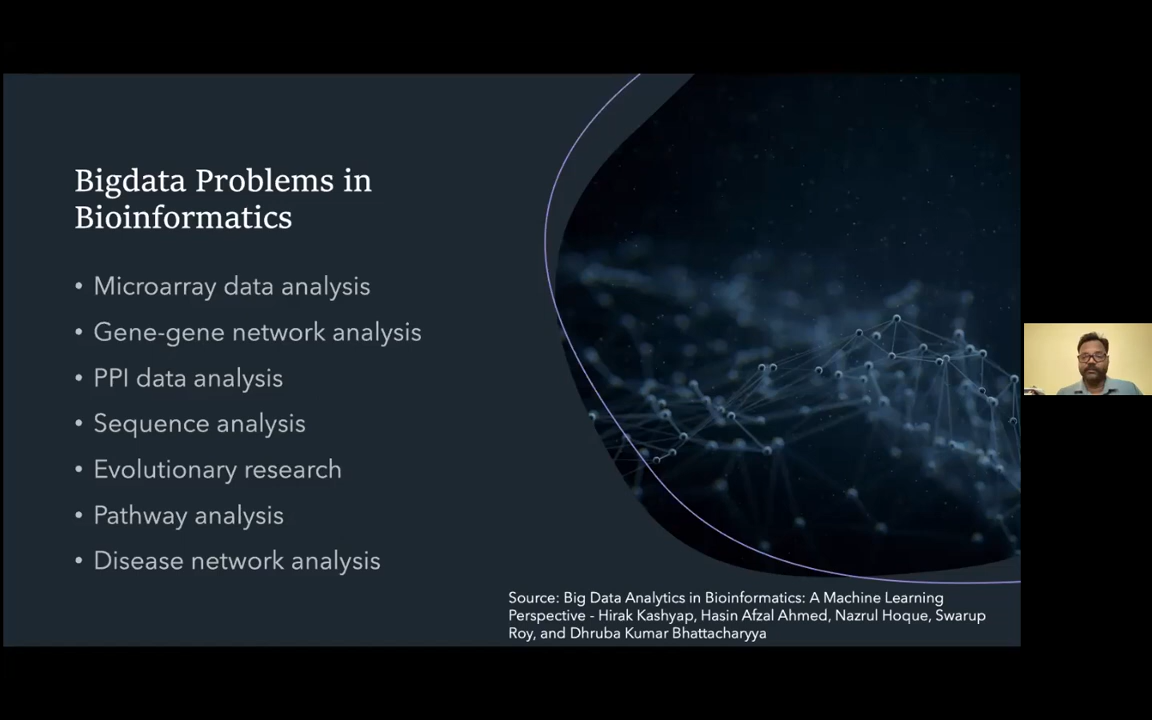 Bigdata Problems in
Bioinformatics
• Microarray data analysis
• Gene-gene network analysis
• PPI data analysis
• Sequence analysis
• Evolutionary research
• Pathway analysis
• Disease network analysis
Source: Big Data Analytics in Bioinformatics: A Machine Learning
Perspective - Hirak Kashyap, Hasin Afzal Ahmed, Nazrul Hoque, Swarup
Roy, and Dhruba Kumar Bhattacharyya